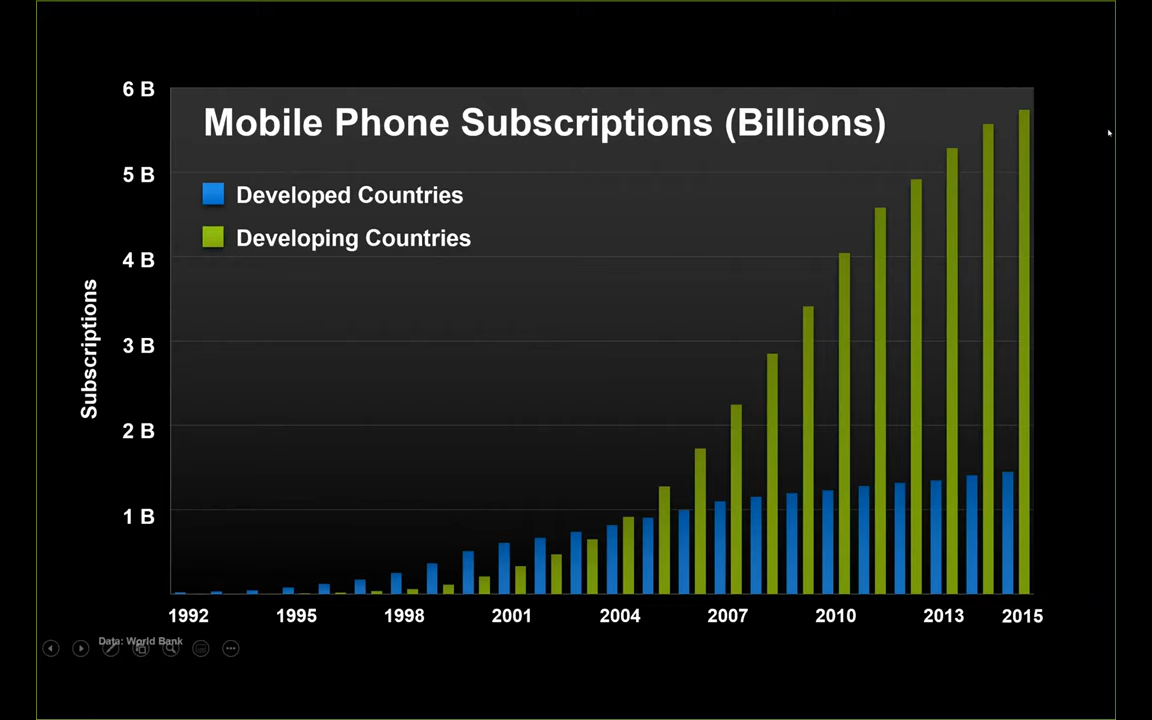 6 B
Mobile Phone Subscriptions (Billions)
5 B
Developed Countries
Developing Countries
4 B
3 B
2 B
1 B
Subscriptions
1992 1995 1998 2001 2004 2007 2010 2013 2015
Data: World Bank